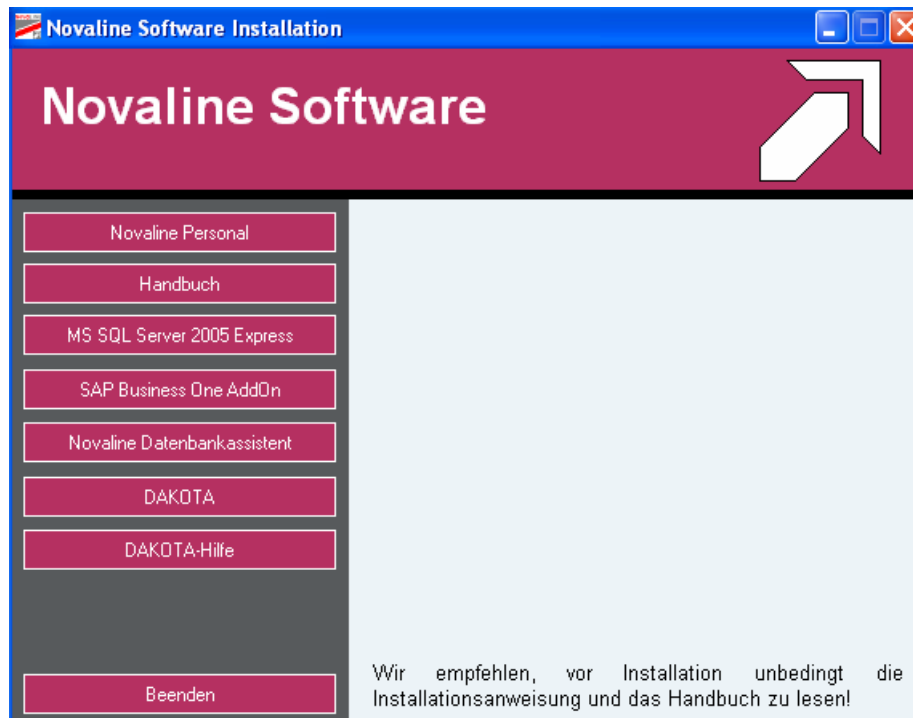 Novaline Software Installation
Novaline Software
Novaline Personal
Handbuch
MS SQL Server 2005 Express
SAP Business One AddOn
Novaline Datenbankassistent
DAKOTA
DAKOTA-Hilfe
Beenden
Wir empfehlen, vor Installation unbedingt die
Installationsanweisung und das Handbuch zu lesen!